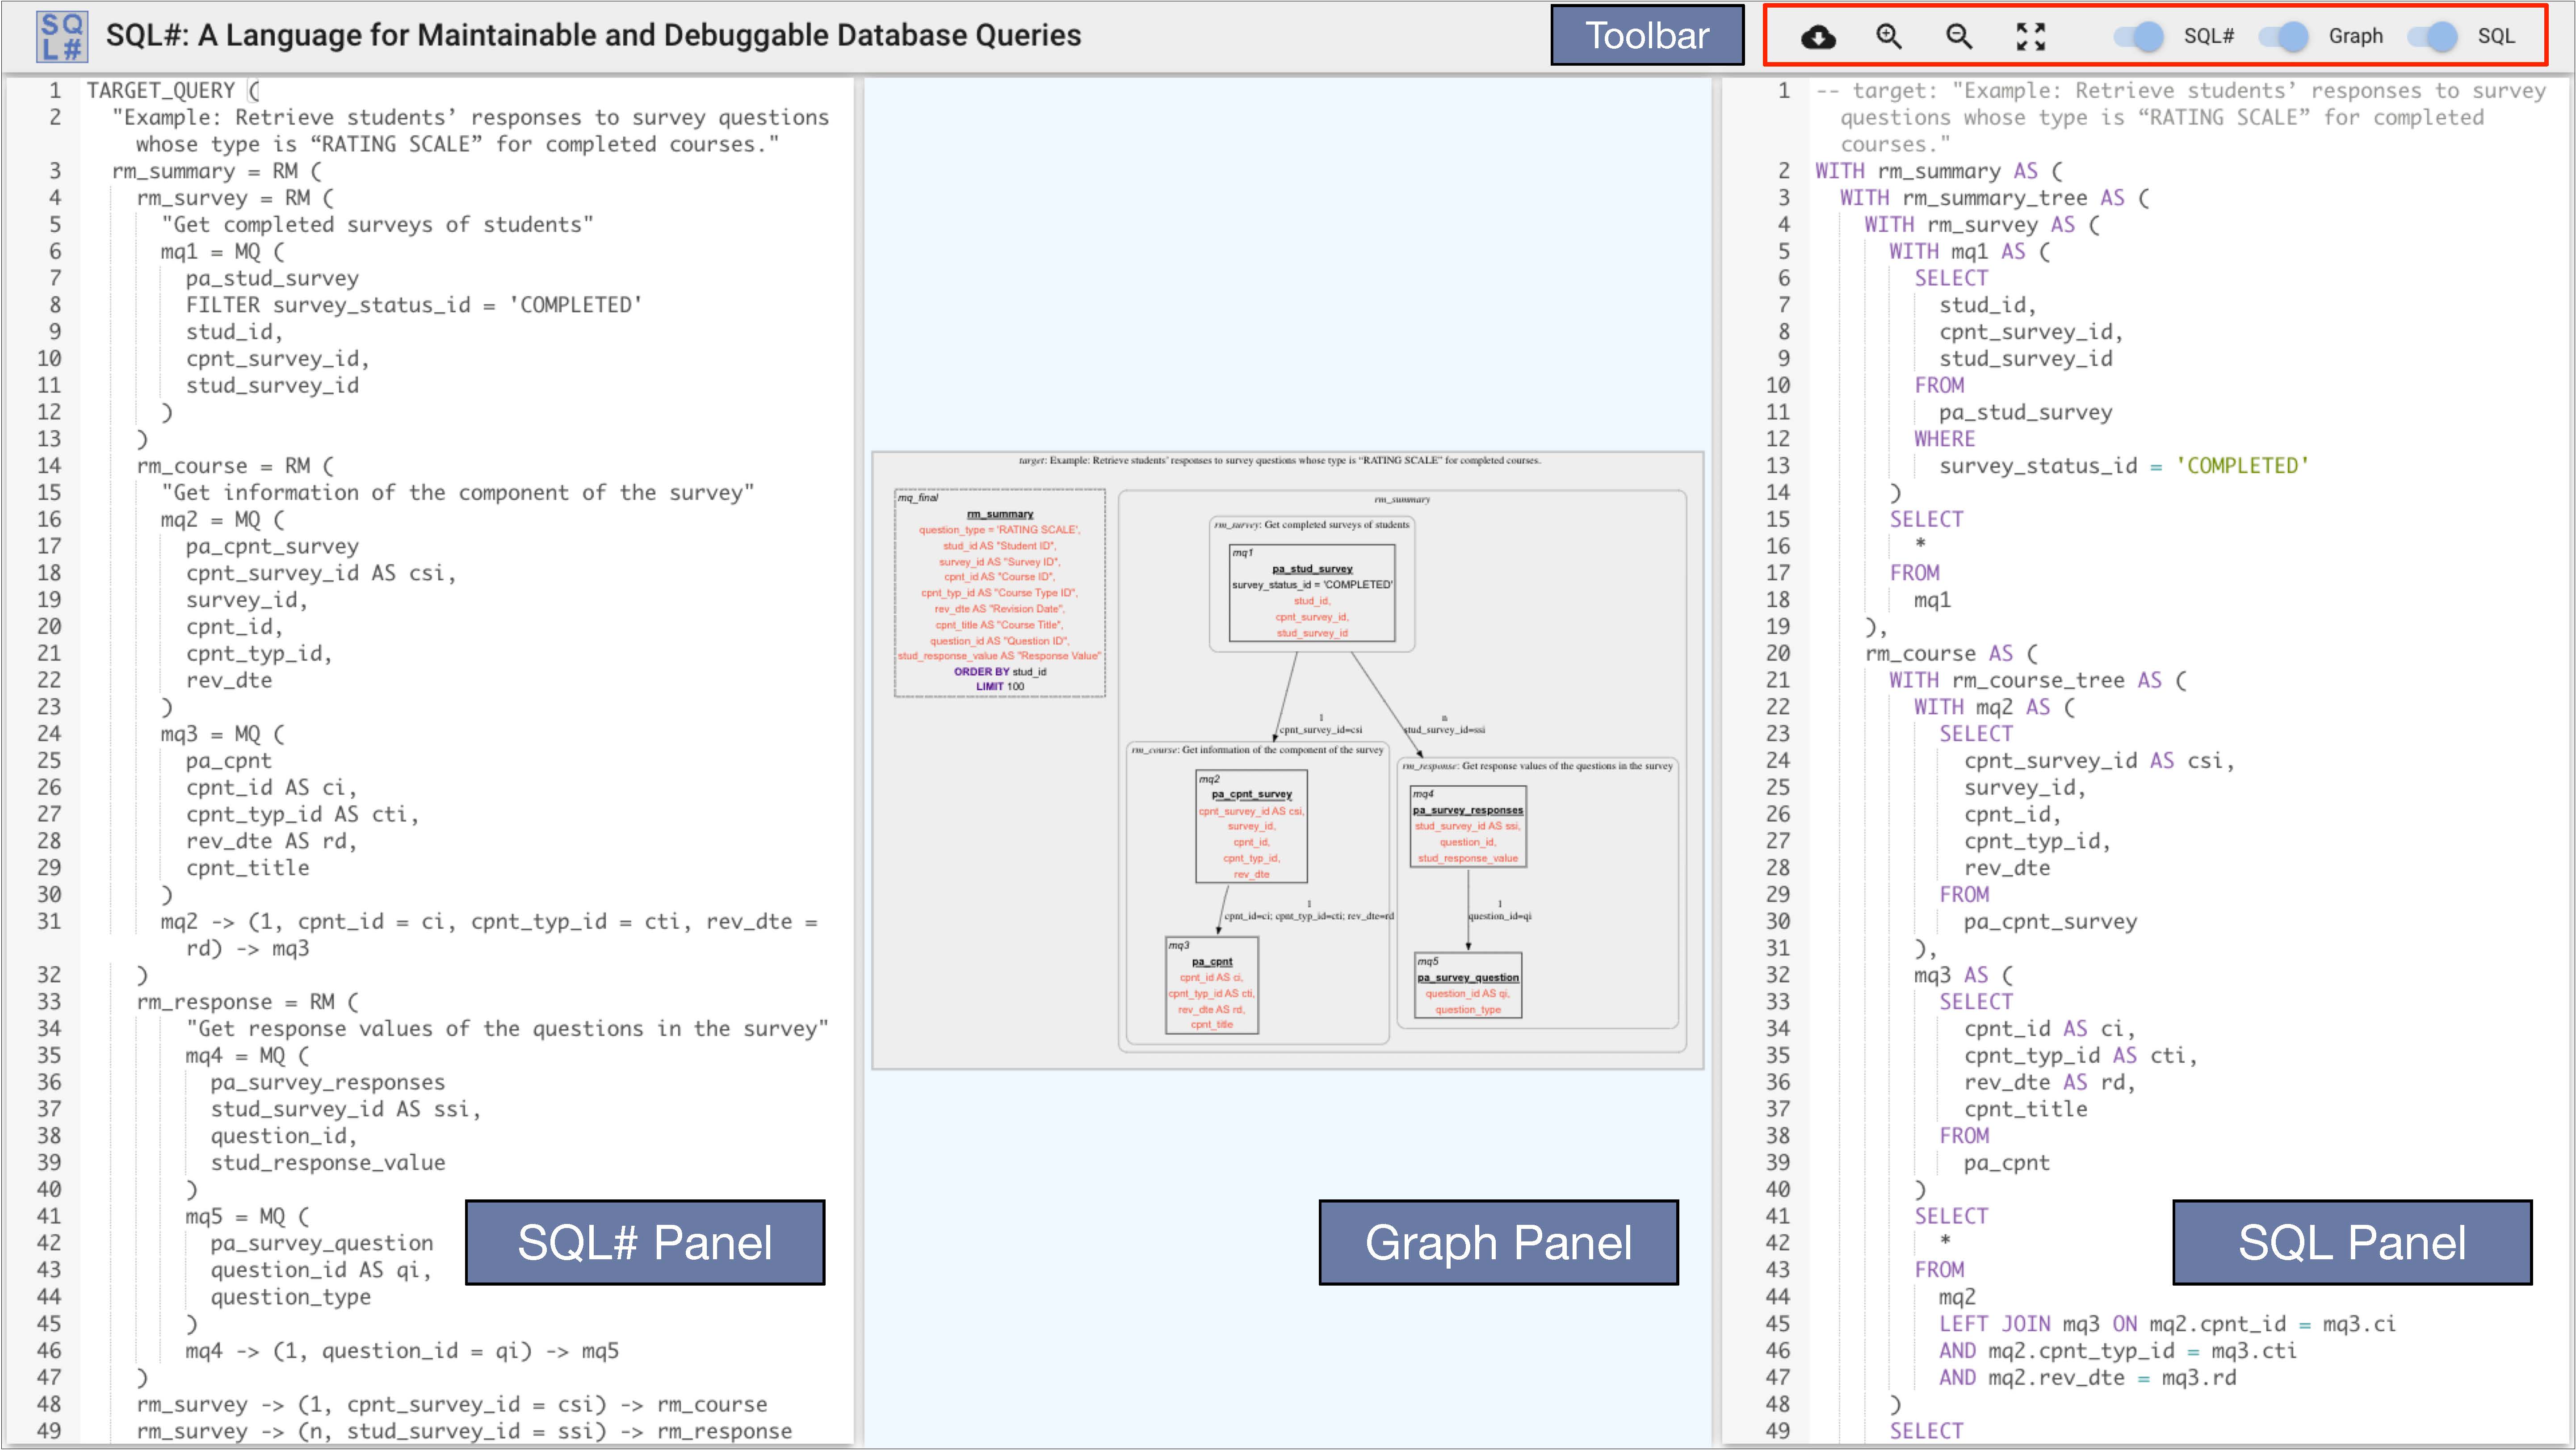 SQ
L#
SQL#: A Language for Maintainable and Debuggable Database Queries
Toolbar
SQL#
Graph
SQL
1 TARGET_QUERY (
2 "Example: Retrieve students’ responses to survey questions
whose type is “RATING SCALE” for completed courses."
3 rm_summary = RM (
4 rm_survey = RM (
5 "Get completed surveys of students"
6 mq1 = MQ (
7 pa_stud_survey
8 FILTER survey_status_id = 'COMPLETED'
9 stud_id,
10 cpnt_survey_id,
11 stud_survey_id
12 )
13 )
14 rm_course = RM (
15 "Get information of the component of the survey"
16 mq2 = MQ (
17 pa_cpnt_survey
18 cpnt_survey_id AS csi,
19 survey_id,
20 cpnt_id,
21 cpnt_typ_id,
22 rev_dte
23 )
24 mq3 = MQ (
25 pa_cpnt
26 cpnt_id AS ci,
27 cpnt_typ_id AS cti,
28 rev_dte AS rd,
29 cpnt_title
30 )
31 mq2 -> (1, cpnt_id = ci, cpnt_typ_id = cti, rev_dte =
rd) -> mq3
32 )
33 rm_response = RM (
34 "Get response values of the questions in the survey"
35 mq4 = MQ (
36 pa_survey_responses
37 stud_survey_id AS ssi,
38 question_id,
39 stud_response_value
40 )
41 mq5 = MQ (
42 pa_survey_question
43 question_id AS qi,
44 question_type
45 )
46 mq4 -> (1, question_id = qi) -> mq5
47 )
48 rm_survey -> (1, cpnt_survey_id = csi) -> rm_course
49 rm_survey -> (n, stud_survey_id = ssi) -> rm_response
SQL# Panel
target: Example: Retrieve students’ responses to survey questions whose type is “RATING SCALE” for completed courses.
mq_final
rm_summary
question_type = 'RATING SCALE',
stud_id AS "Student ID",
survey_id AS "Survey ID",
cpnt_id AS "Course ID",
cpnt_typ_id AS "Course Type ID",
rev_dte AS "Revision Date",
cpnt_title AS "Course Title",
question_id AS "Question ID",
stud_response_value AS "Response Value"
ORDER BY stud_id
LIMIT 100
rm_summary
rm_survey: Get completed surveys of students
mq1
pa_stud_survey
survey_status_id = 'COMPLETED'
stud_id,
cpnt_survey_id,
stud_survey_id
1
cpnt_survey_id=csi
n
stud_survey_id=ssi
rm_course: Get information of the component of the survey
mq2
pa_cpnt_survey
cpnt_survey_id AS csi,
survey_id,
cpnt_id,
cpnt_typ_id,
rev_dte
1
cpnt_id=ci; cpnt_typ_id=cti; rev_dte=rd
mq3
pa_cpnt
cpnt_id AS ci,
cpnt_typ_id AS cti,
rev_dte AS rd,
cpnt_title
rm_response: Get response values of the questions in the survey
mq4
pa_survey_responses
stud_survey_id AS ssi,
question_id,
stud_response_value
1
question_id=qi
mq5
pa_survey_question
question_id AS qi,
question_type
Graph Panel
1 -- target: "Example: Retrieve students’ responses to survey
questions whose type is “RATING SCALE” for completed
courses."
2 WITH rm_summary AS (
3 WITH rm_summary_tree AS (
4 WITH rm_survey AS (
5 WITH mq1 AS (
6 SELECT
7 stud_id,
8 cpnt_survey_id,
9 stud_survey_id
10 FROM
11 pa_stud_survey
12 WHERE
13 survey_status_id = 'COMPLETED'
14 )
15 SELECT
16 *
17 FROM
18 mq1
19 ),
20 rm_course AS (
21 WITH rm_course_tree AS (
22 WITH mq2 AS (
23 SELECT
24 cpnt_survey_id AS csi,
25 survey_id,
26 cpnt_id,
27 cpnt_typ_id,
28 rev_dte
29 FROM
30 pa_cpnt_survey
31 ),
32 mq3 AS (
33 SELECT
34 cpnt_id AS ci,
35 cpnt_typ_id AS cti,
36 rev_dte AS rd,
37 cpnt_title
38 FROM
39 pa_cpnt
40 )
41 SELECT
42 *
43 FROM
44 mq2
45 LEFT JOIN mq3 ON mq2.cpnt_id = mq3.ci
46 AND mq2.cpnt_typ_id = mq3.cti
47 AND mq2.rev_dte = mq3.rd
48 )
49 SELECT
SQL Panel